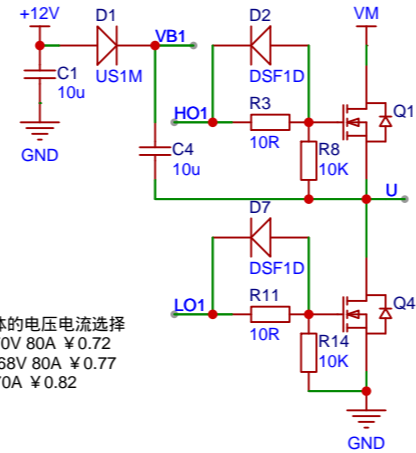 +12V
D1
D2
VM
VB1
C1
10u
US1M
DSF1D
HO1
R3
Q1
10R
R8
10K
C4
10u
GND
U
D7
DSF1D
LO1
R11
Q4
10R
R14
10K
体的电压电流选择
0V 80A ¥0.72
68V 80A ¥0.77
70A ¥0.82
GND